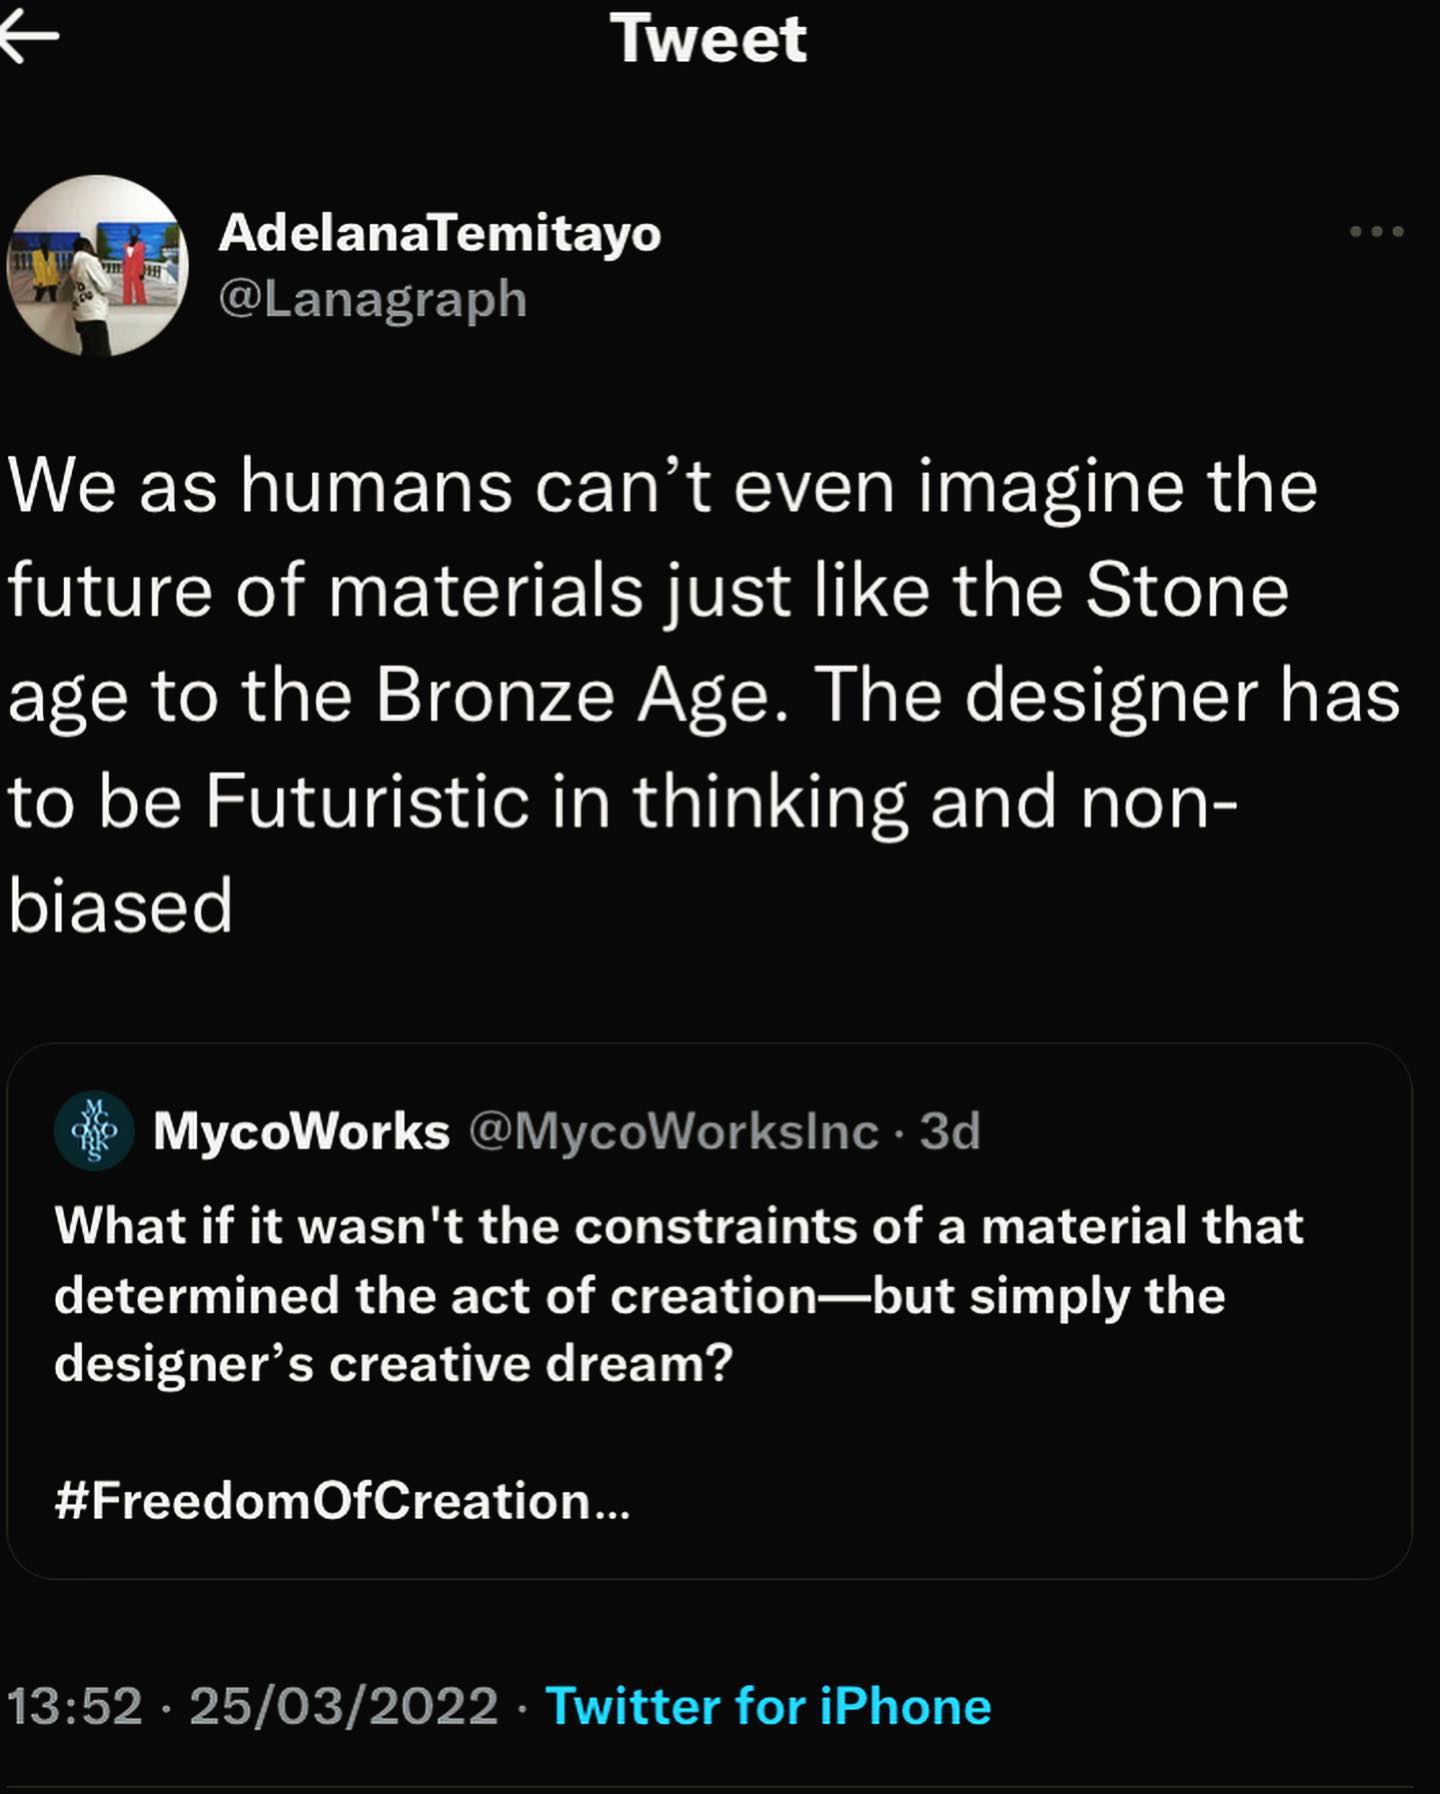 Tweet
AdelanaTemitayo
@Lanagraph
We as humans can’t even imagine the
future of materials just like the Stone
age to the Bronze Age. The designer has
to be Futuristic in thinking and non-
biased
MycoWorks @MycoWorksInc · 3d
What if it wasn't the constraints of a material that
determined the act of creation—but simply the
designer’s creative dream?
#FreedomOfCreation...
13:52 · 25/03/2022 · Twitter for iPhone